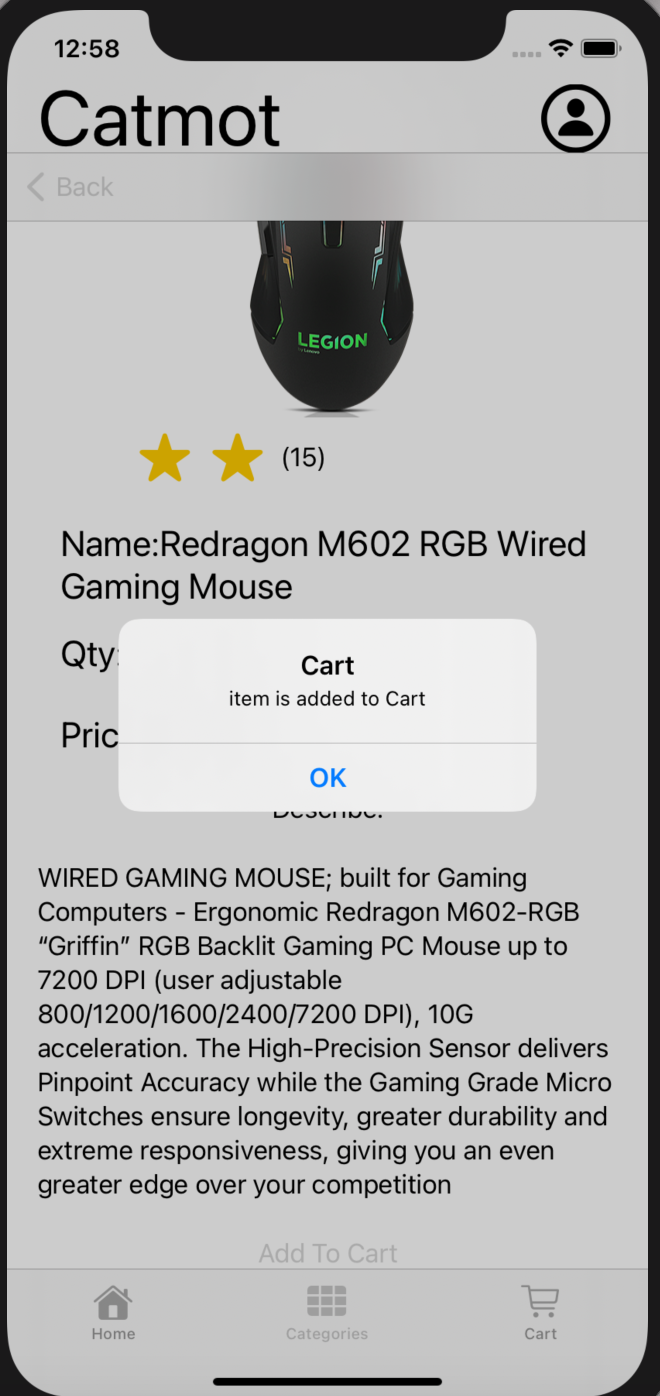 12:58
Catmot
Back
LEGION
(15)
Name:Redragon M602 RGB Wired
Gaming Mouse
Qty:
Pric
Cart
item is added to Cart
OK
Describe:
WIRED GAMING MOUSE; built for Gaming
Computers - Ergonomic Redragon M602-RGB
“Griffin” RGB Backlit Gaming PC Mouse up to
7200 DPI (user adjustable
800/1200/1600/2400/7200 DPI), 10G
acceleration. The High-Precision Sensor delivers
Pinpoint Accuracy while the Gaming Grade Micro
Switches ensure longevity, greater durability and
extreme responsiveness, giving you an even
greater edge over your competition
Add To Cart
Home
Categories
Cart